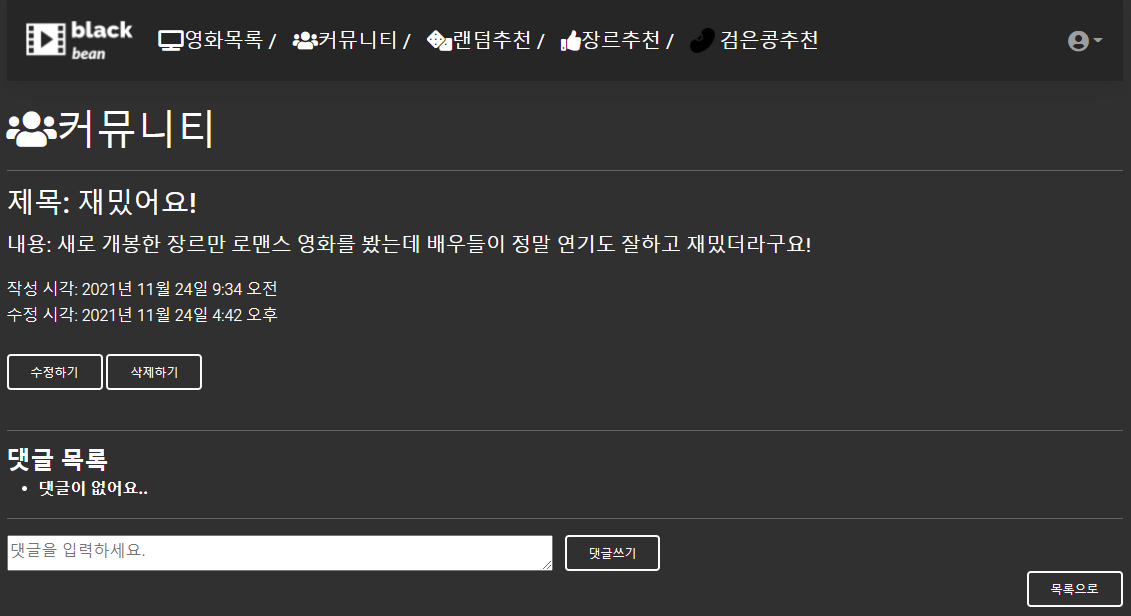 black bean 영화목록 / 커뮤니티 / 랜덤추천 / 장르추천 / 검은콩추천
커뮤니티
제목: 재밌어요!
내용: 새로 개봉한 장르만 로맨스 영화를 봤는데 배우들이 정말 연기도 잘하고 재밌더라구요!
작성 시각: 2021년 11월 24일 9:34 오전
수정 시각: 2021년 11월 24일 4:42 오후
수정하기 삭제하기
댓글 목록
댓글이 없어요..
댓글을 입력하세요. 댓글쓰기
목록으로